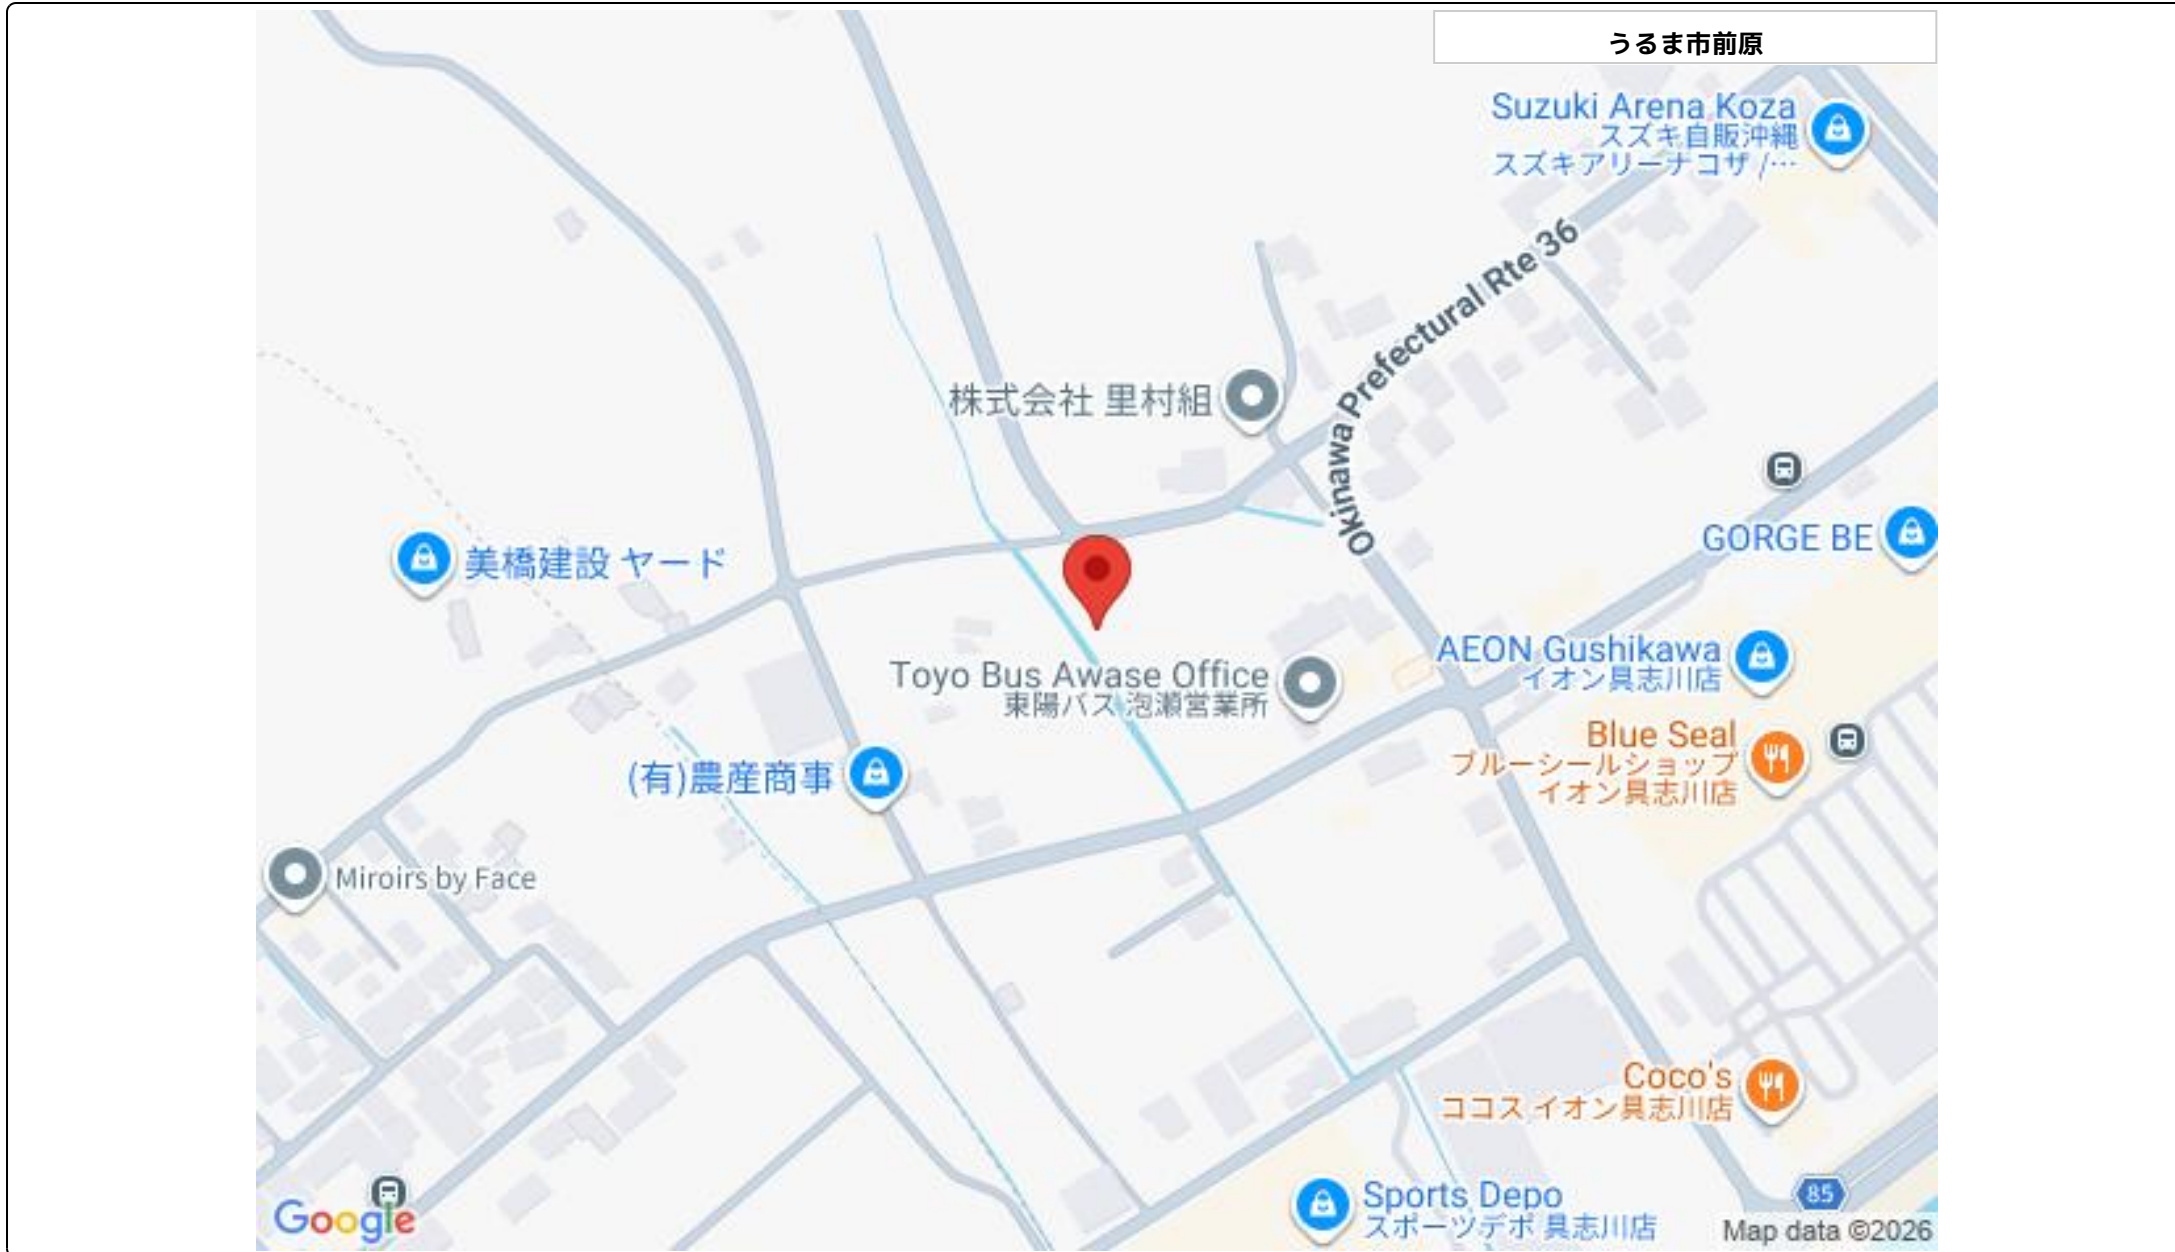 うるま市前原
Suzuki Arena Koza
スズキ自販沖縄
スズキアリーナコザ /…
Okinawa Prefectural Rte 36
株式会社 里村組
美橋建設 ヤード
GORGE BE
AEON Gushikawa
イオン具志川店
Toyo Bus Awase Office
東陽バス 泡瀬営業所
Blue Seal
ブルーシールショップ
イオン具志川店
(有)農産商事
Miroirs by Face
Coco's
ココス イオン具志川店
85
Sports Depo
スポーツデポ 具志川店
Google
Map data ©2026